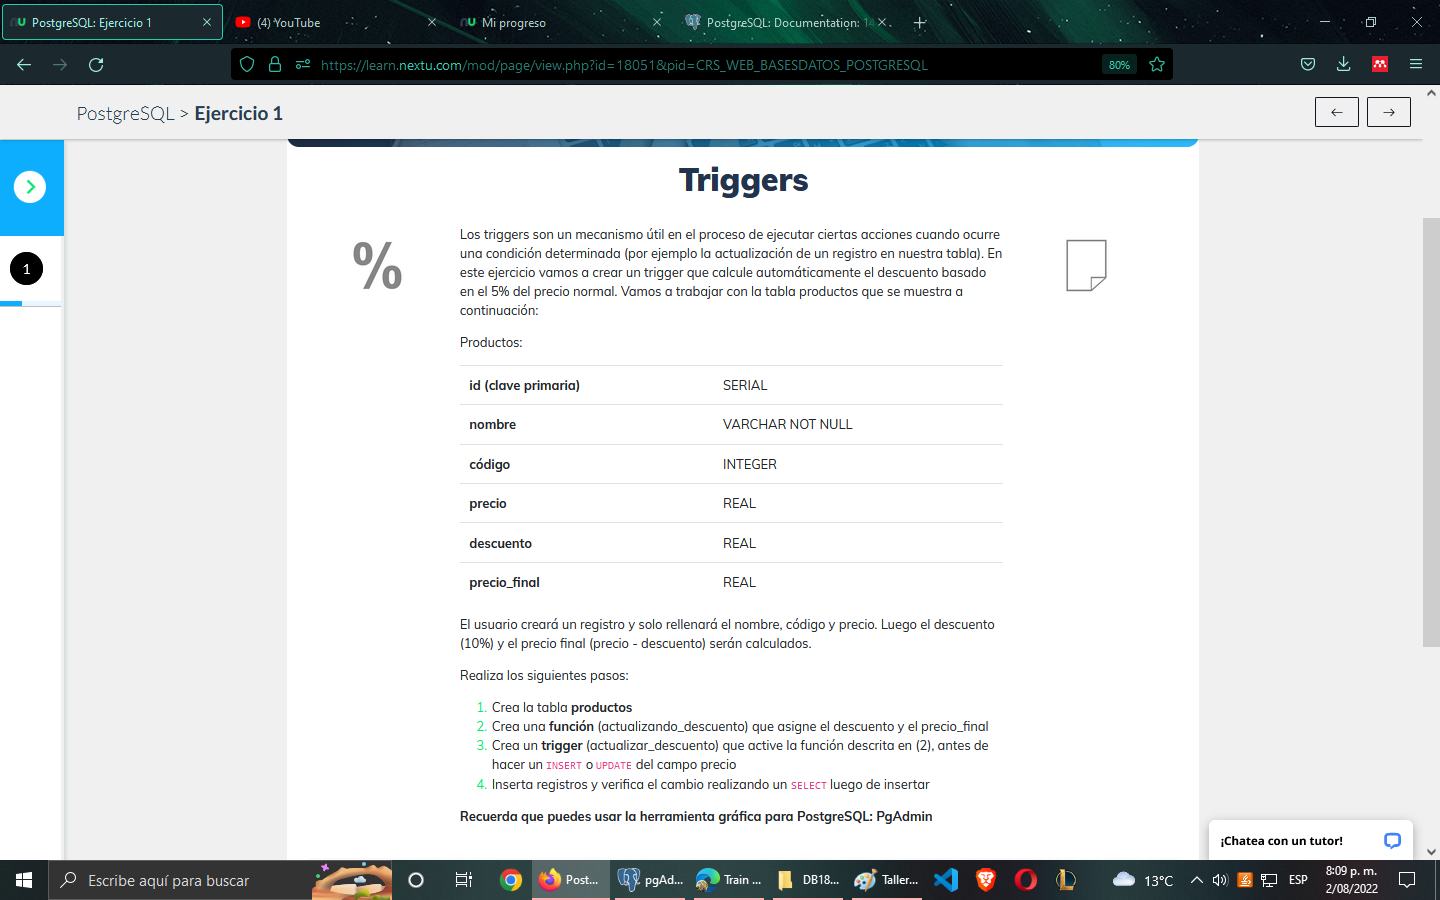 PostgreSQL: Ejercicio 1
(4) YouTube
Mi progreso
PostgreSQL: Documentation: 14
https://learn.nextu.com/mod/page/view.php?id=18051&pid=CRS_WEB_BASESDATOS_POSTGRESQL
80%
PostgreSQL > Ejercicio 1
1
Triggers
%
Los triggers son un mecanismo útil en el proceso de ejecutar ciertas acciones cuando ocurre
una condición determinada (por ejemplo la actualización de un registro en nuestra tabla). En
este ejercicio vamos a crear un trigger que calcule automáticamente el descuento basado
en el 5% del precio normal. Vamos a trabajar con la tabla productos que se muestra a
continuación:
Productos:
id (clave primaria) SERIAL
nombre VARCHAR NOT NULL
código INTEGER
precio REAL
descuento REAL
precio_final REAL
El usuario creará un registro y solo rellenará el nombre, código y precio. Luego el descuento
(10%) y el precio final (precio - descuento) serán calculados.
Realiza los siguientes pasos:
1. Crea la tabla productos
2. Crea una función (actualizando_descuento) que asigne el descuento y el precio_final
3. Crea un trigger (actualizar_descuento) que active la función descrita en (2), antes de
hacer un INSERT o UPDATE del campo precio
4. Inserta registros y verifica el cambio realizando un SELECT luego de insertar
Recuerda que puedes usar la herramienta gráfica para PostgreSQL: PgAdmin
¡Chatea con un tutor!
Escribe aquí para buscar
Post...
pgAd...
Train ...
DB18...
Taller...
13°C
ESP
8:09 p. m.
2/08/2022